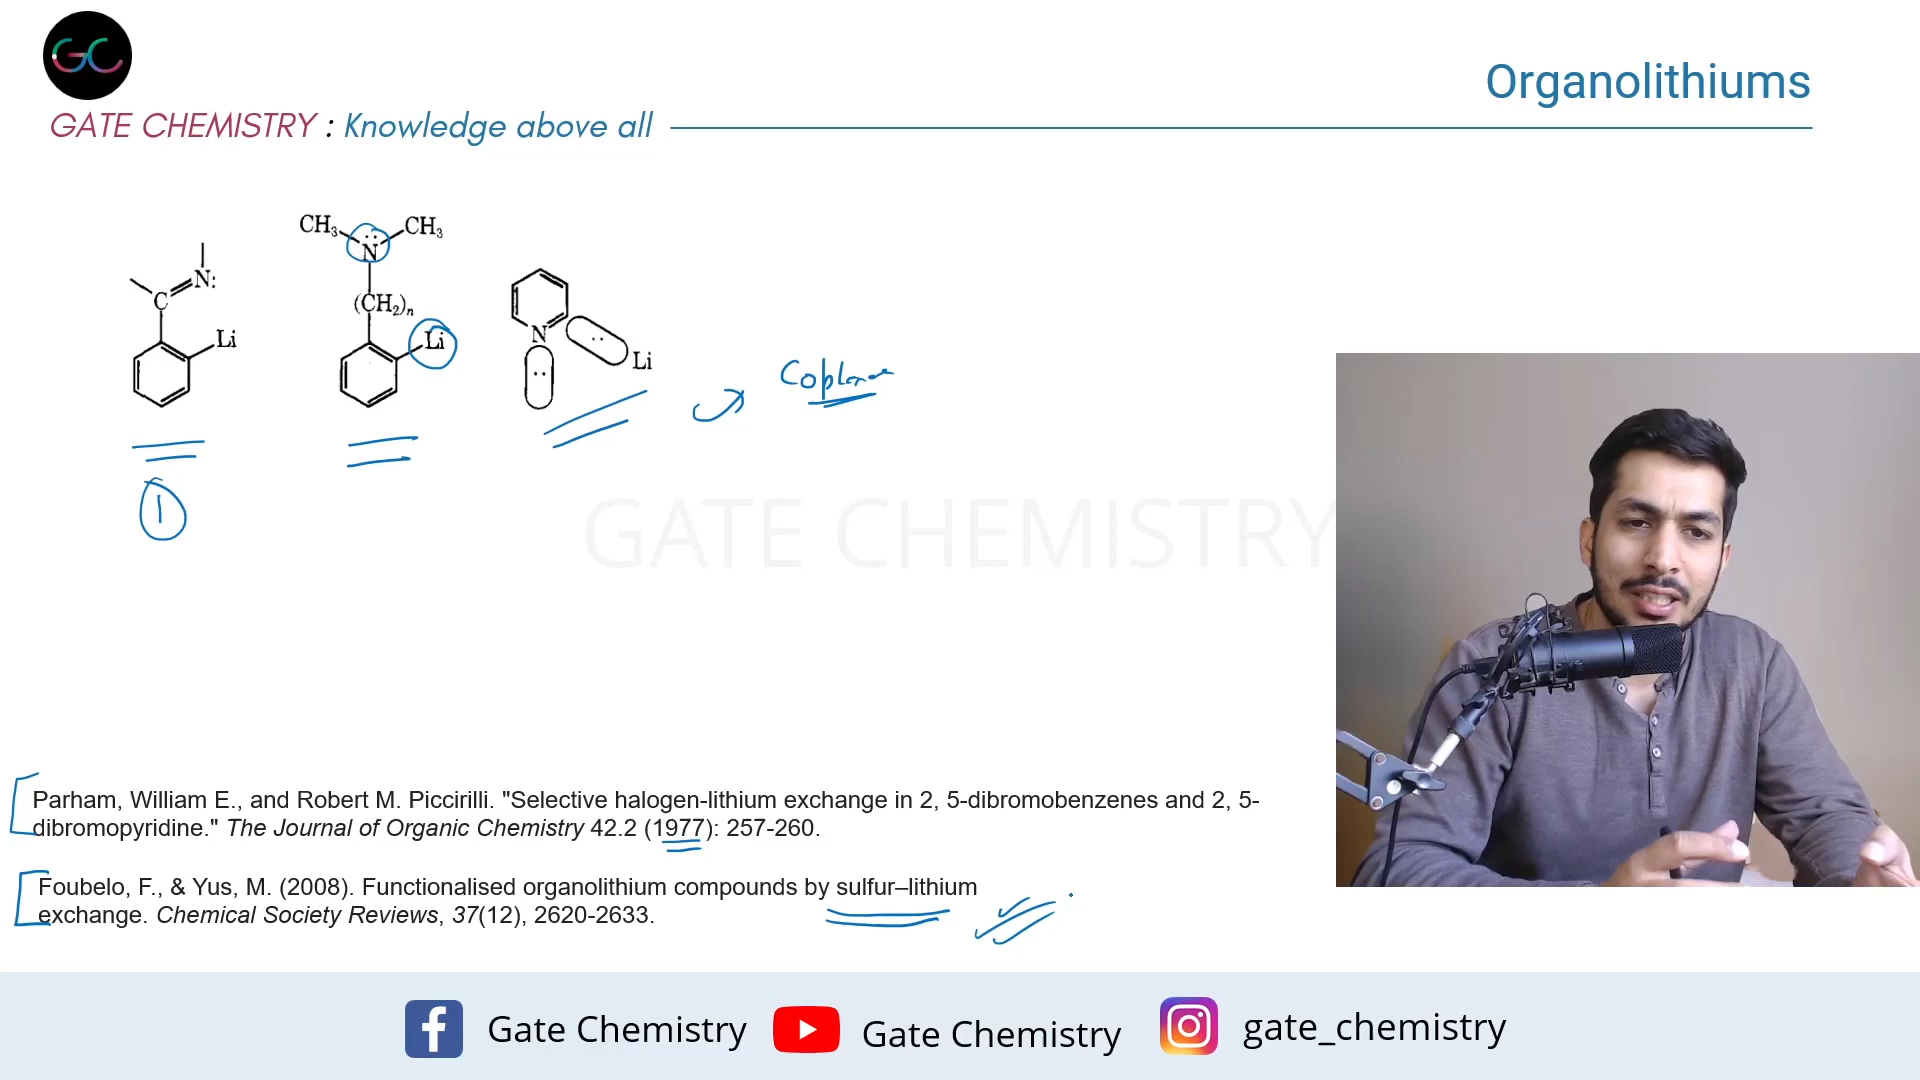 GC
Organolithiums
GATE CHEMISTRY : Knowledge above all
CH3 CH3
N
N:
C
(CH2)n
Li
Li
N
Li
1
GATE CHEMISTRY
Parham, William E., and Robert M. Piccirilli. "Selective halogen-lithium exchange in 2, 5-dibromobenzenes and 2, 5-
dibromopyridine." The Journal of Organic Chemistry 42.2 (1977): 257-260.
Foubelo, F., & Yus, M. (2008). Functionalised organolithium compounds by sulfur–lithium
exchange. Chemical Society Reviews, 37(12), 2620-2633.
Gate Chemistry
Gate Chemistry
gate_chemistry